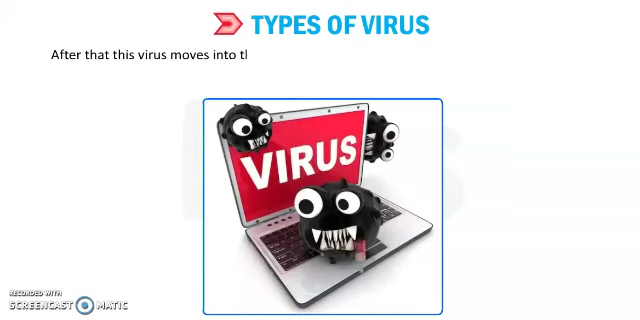 TYPES OF VIRUS
After that this virus moves into
VIRUS
RECORDED WITH
SCREENCAST MATIC